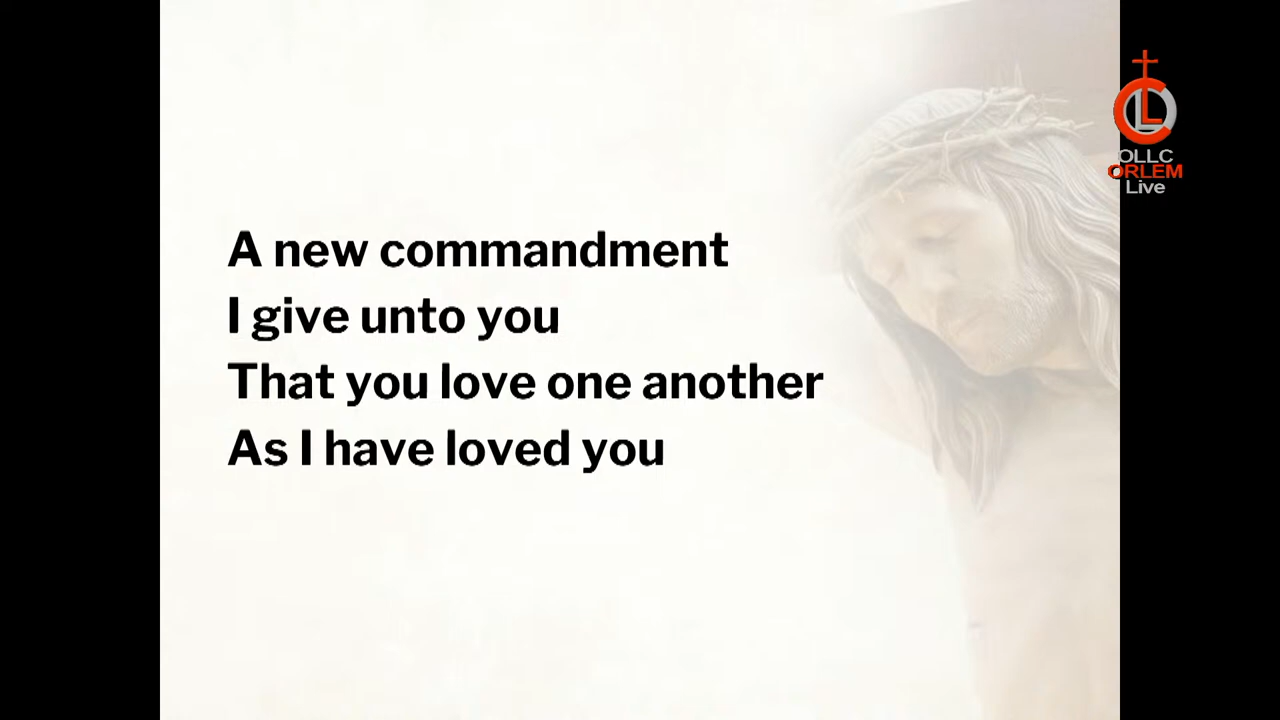 A new commandment
I give unto you
That you love one another
As I have loved you
OLLC
ORLEM
Live